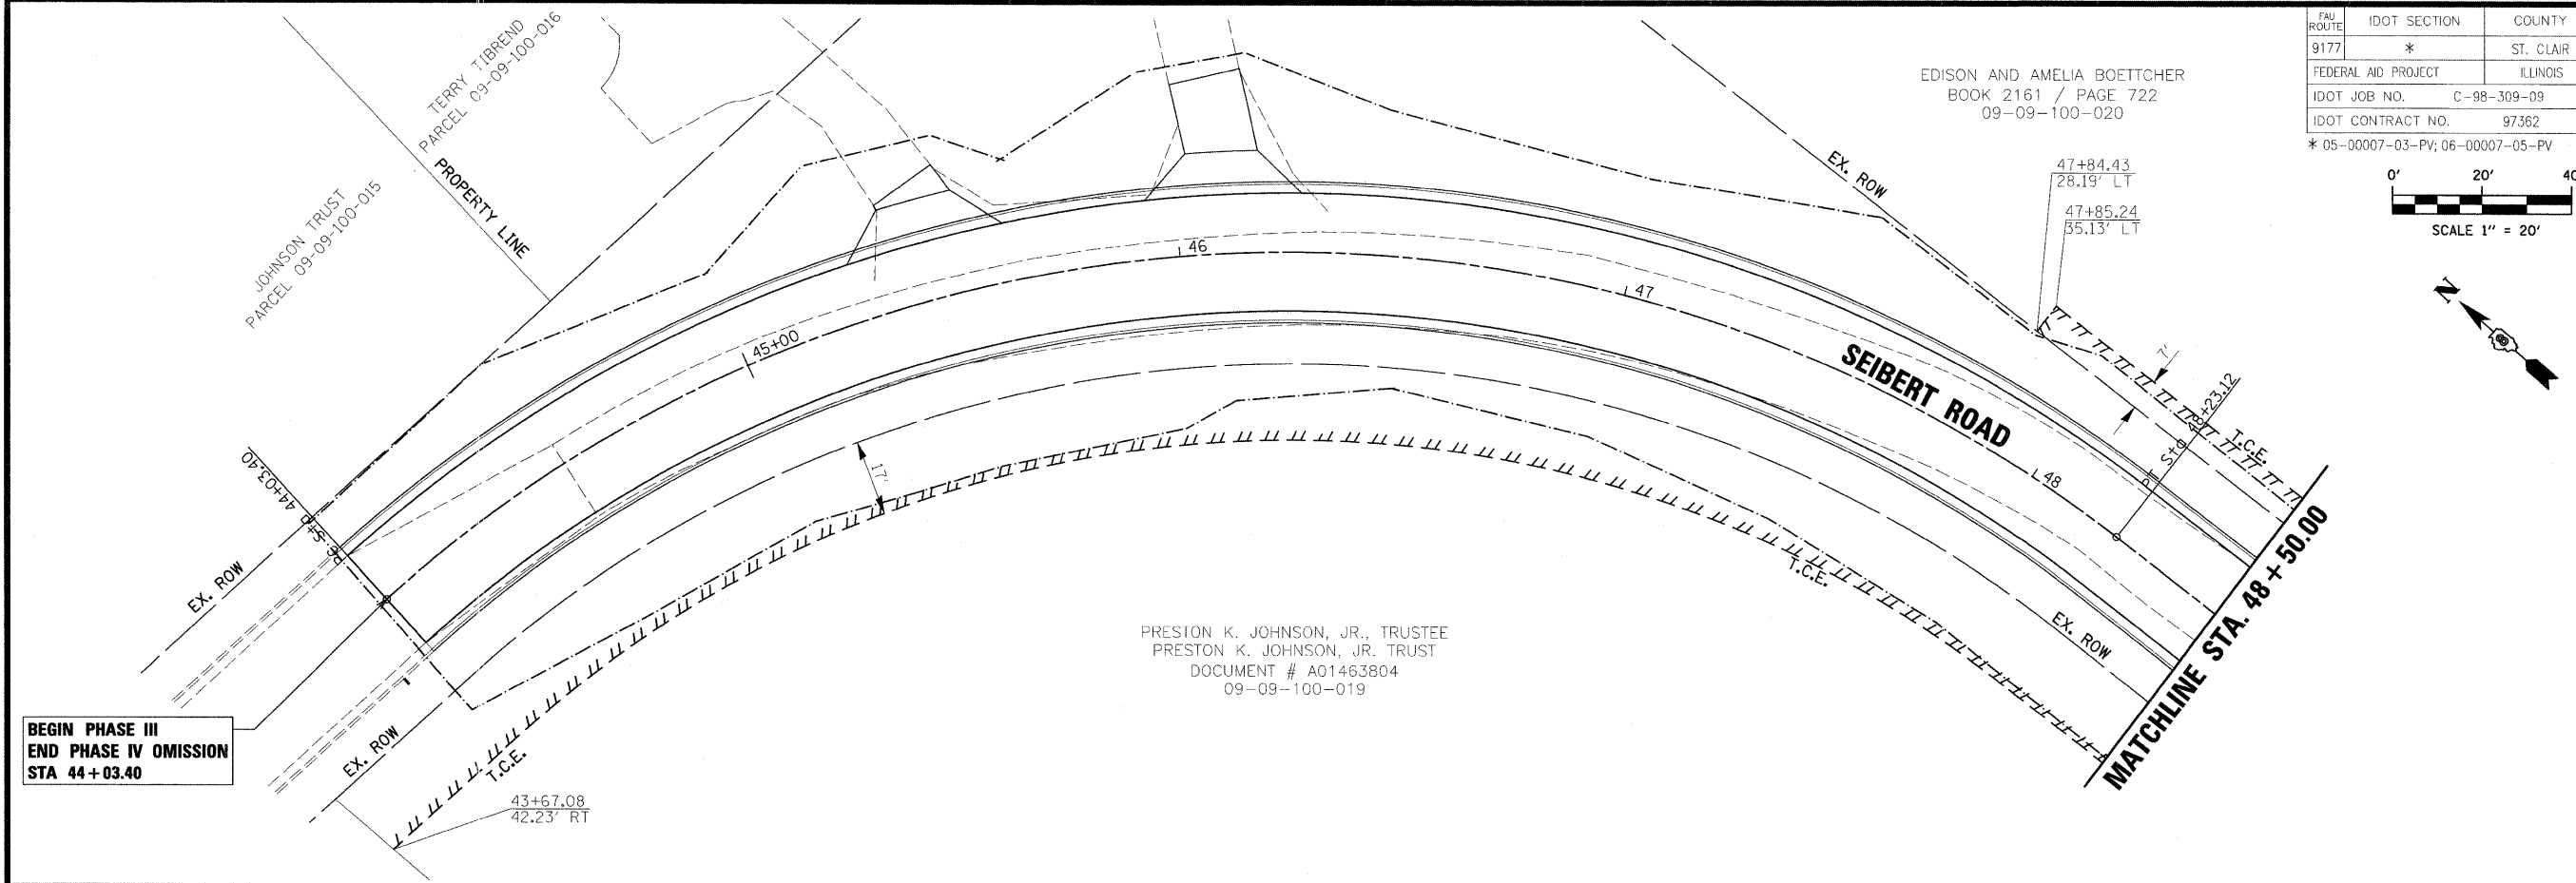 FAU ROUTE IDOT SECTION COUNTY
9177 * ST. CLAIR
FEDERAL AID PROJECT ILLINOIS
IDOT JOB NO. C-98-309-09
IDOT CONTRACT NO. 97362
* 05-00007-03-PV; 06-00007-05-PV
0' 20' 40
SCALE 1" = 20'
N
TERRY TIBREND
PARCEL 09-09-100-016
PROPERTY LINE
JOHNSON TRUST
PARCEL 09-09-100-015
EDISON AND AMELIA BOETTCHER
BOOK 2161 / PAGE 722
09-09-100-020
EX. ROW
47+84.43
28.19' LT
47+85.24
35.13' LT
45+00
46
47
48
SEIBERT ROAD
7'
PT Sta 48+23.12
T.C.E.
17'
PC Sta 44+03.40
EX. ROW
T.C.E.
EX. ROW
MATCHLINE STA. 48+50.00
PRESTON K. JOHNSON, JR., TRUSTEE
PRESTON K. JOHNSON, JR. TRUST
DOCUMENT # A01463804
09-09-100-019
BEGIN PHASE III
END PHASE IV OMISSION
STA 44+03.40
EX. ROW
T.C.E.
43+67.08
42.23' RT